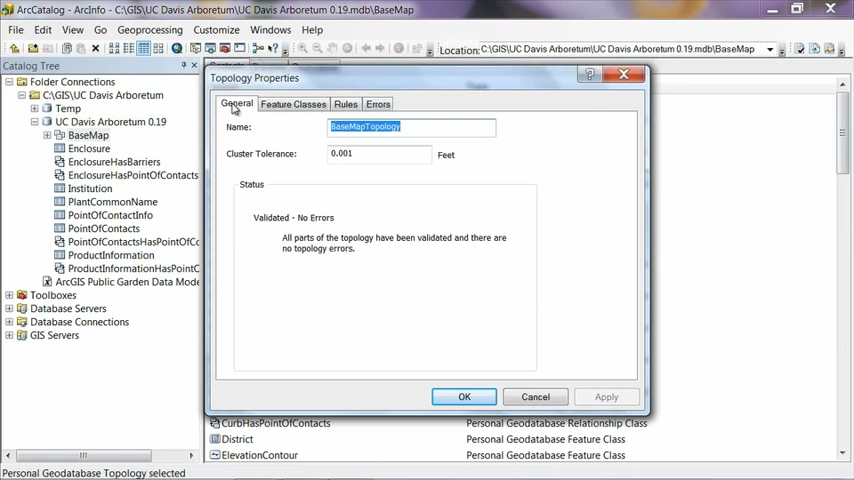 ArcCatalog - ArcInfo - C:\GIS\UC Davis Arboretum\UC Davis Arboretum 0.19.mdb\BaseMap
File Edit View Go Geoprocessing Customize Windows Help
Location: C:\GIS\UC Davis Arboretum\UC Davis Arboretum 0.19.mdb\BaseMap
Catalog Tree
Folder Connections
C:\GIS\UC Davis Arboretum
Temp
UC Davis Arboretum 0.19
BaseMap
Enclosure
EnclosureHasBarriers
EnclosureHasPointOfContacts
Institution
PlantCommonName
PointOfContactInfo
PointOfContacts
PointOfContactsHasPointOfCo
ProductInformation
ProductInformationHasPointC
ArcGIS Public Garden Data Mode
Toolboxes
Database Servers
Database Connections
GIS Servers
Topology Properties
General Feature Classes Rules Errors
Name: BaseMapTopology
Cluster Tolerance: 0.001 Feet
Status
Validated - No Errors
All parts of the topology have been validated and there are
no topology errors.
OK Cancel Apply
CurbHasPointOfContacts Personal Geodatabase Relationship Class
District Personal Geodatabase Feature Class
ElevationContour Personal Geodatabase Feature Class
Personal Geodatabase Topology selected